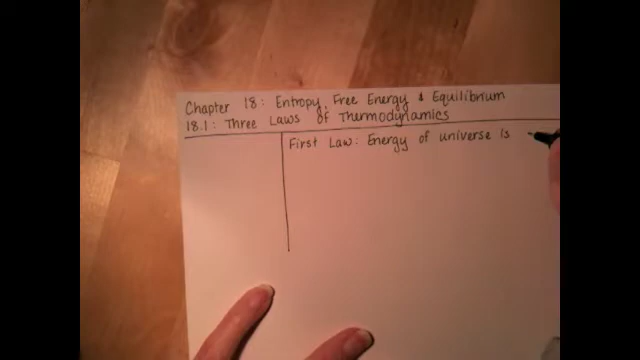 Chapter 18: Entropy, Free Energy & Equilibrium
18.1: Three Laws of Thermodynamics
First Law: Energy of universe is